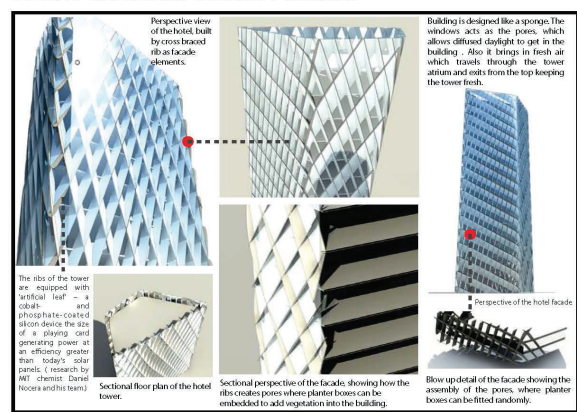 Perspective view
of the hotel, built
by cross braced
rib as facade
elements.
Building is designed like a sponge. The
windows acts as the pores, which
allows diffused daylight to get in the
building . Also it brings in fresh air
which travels through the tower
atrium and exits from the top keeping
the tower fresh.
The ribs of the tower
are equipped with
'artificial leaf' – a
cobalt- and
phosphate-coated
silicon device the size
of a playing card
generating power at
an efficiency greater
than today's solar
panels. ( research by
MIT chemist Daniel
Nocera and his team.)
Sectional floor plan of the hotel
tower.
Sectional perspective of the facade, showing how the
ribs creates pores where planter boxes can be
embedded to add vegetation into the building.
Perspective of the hotel facade
Blow up detail of the facade showing the
assembly of the pores, where planter
boxes can be fitted randomly.